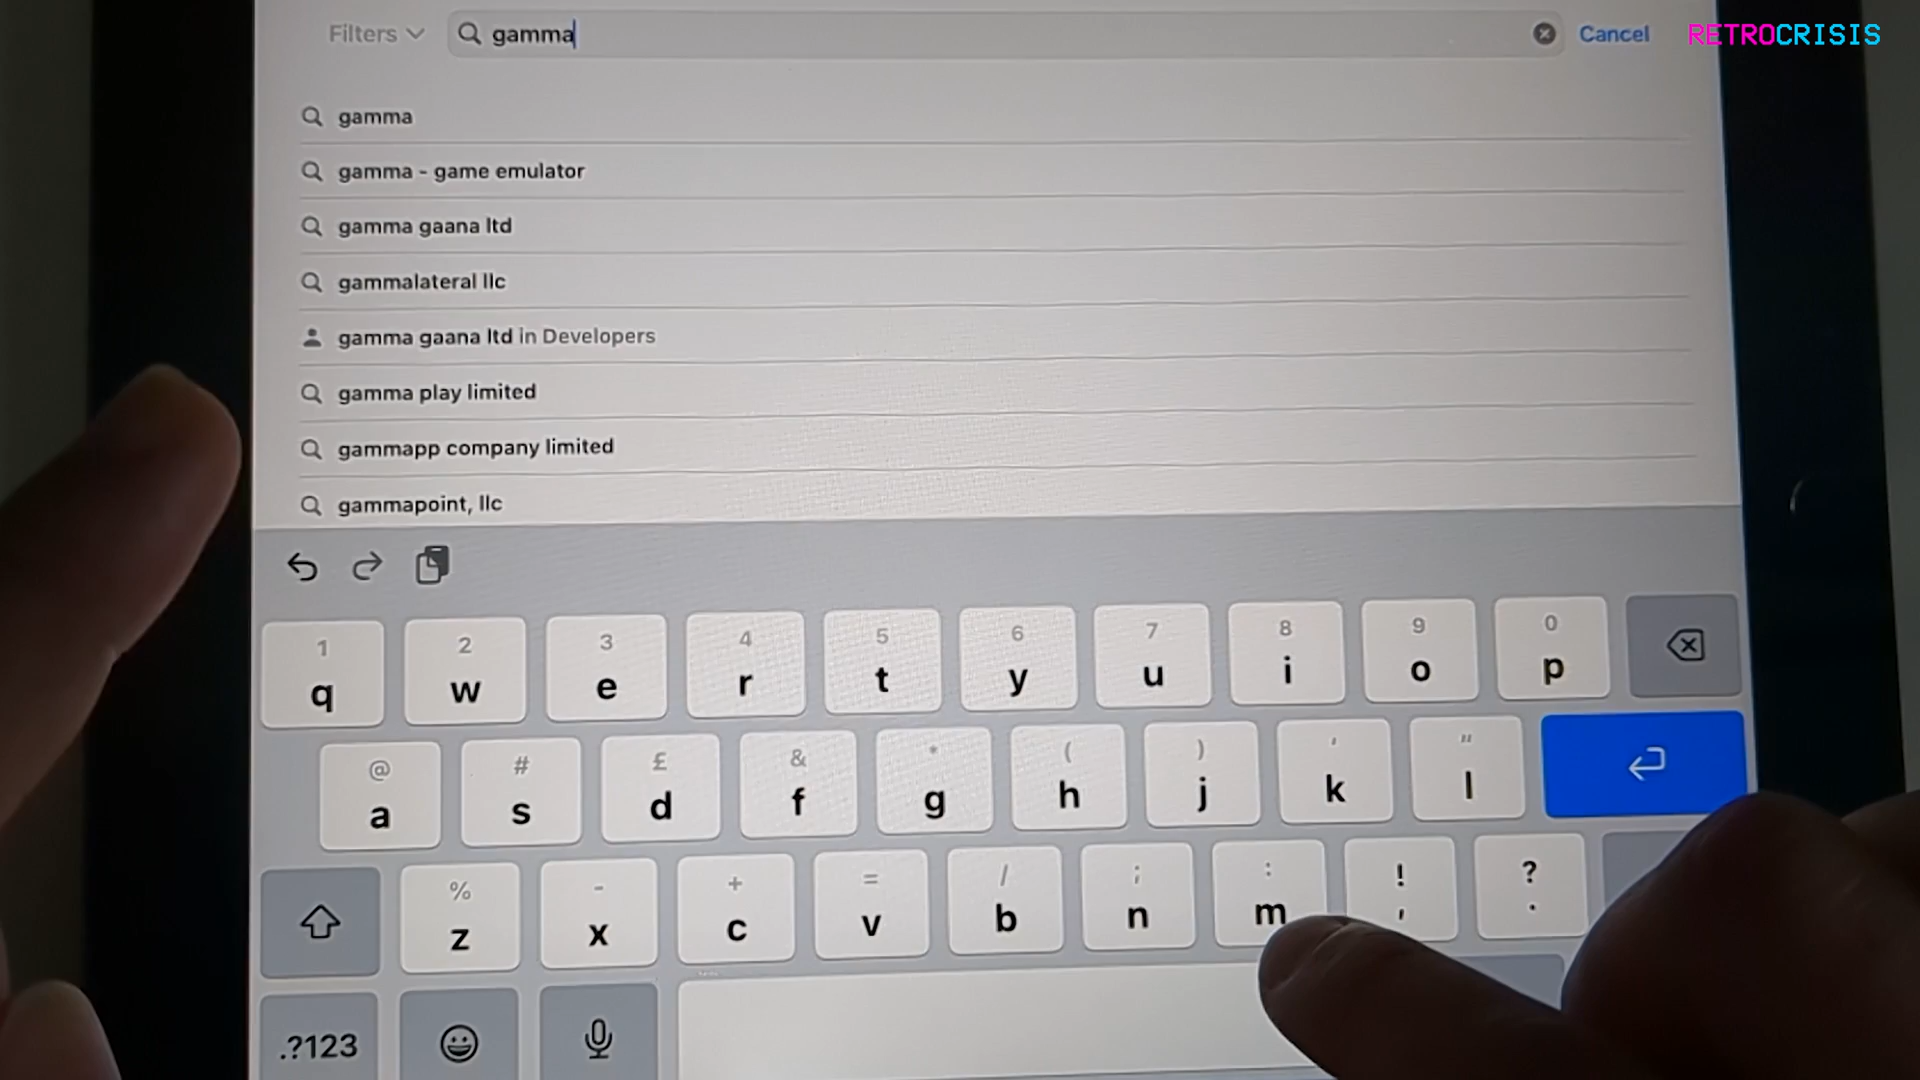 Filters gamma Cancel RETROCRISIS
gamma
gamma - game emulator
gamma gaana ltd
gammalateral llc
gamma gaana ltd in Developers
gamma play limited
gammapp company limited
gammapoint, llc
1 2 3 4 5 6 7 8 9 0
q w e r t y u i o p
@ # £ & * ( ) ' "
a s d f g h j k l
% - + = / ; : ! ?
z x c v b n m , .
.?123